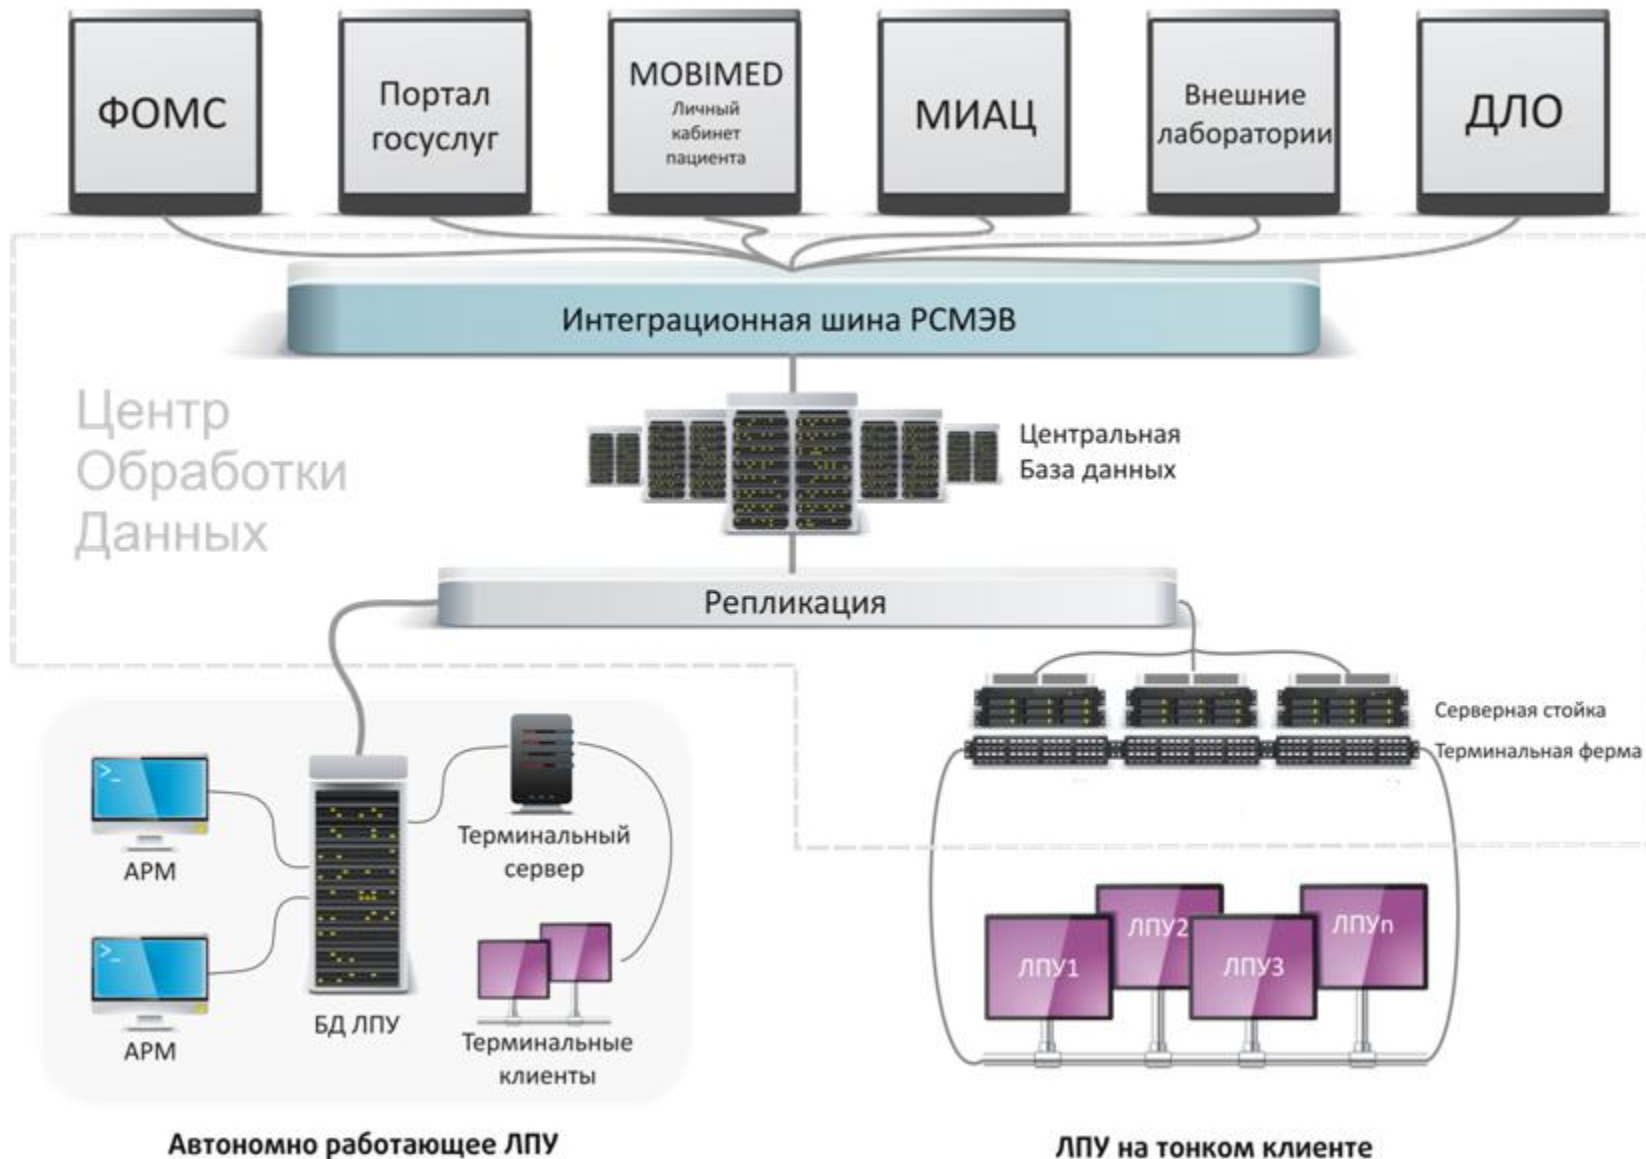 ФОМС
Портал
госуслуг
MOBIMED
Личный
кабинет
пациента
МИАЦ
Внешние
лаборатории
ДЛО
Интеграционная шина РСМЭВ
Центр
Обработки
Данных
Центральная
База данных
Репликация
Серверная стойка
Терминальная ферма
>_
АРМ
>_
АРМ
БД ЛПУ
Терминальный
сервер
Терминальные
клиенты
ЛПУ1
ЛПУ2
ЛПУ3
ЛПУn
Автономно работающее ЛПУ
ЛПУ на тонком клиенте